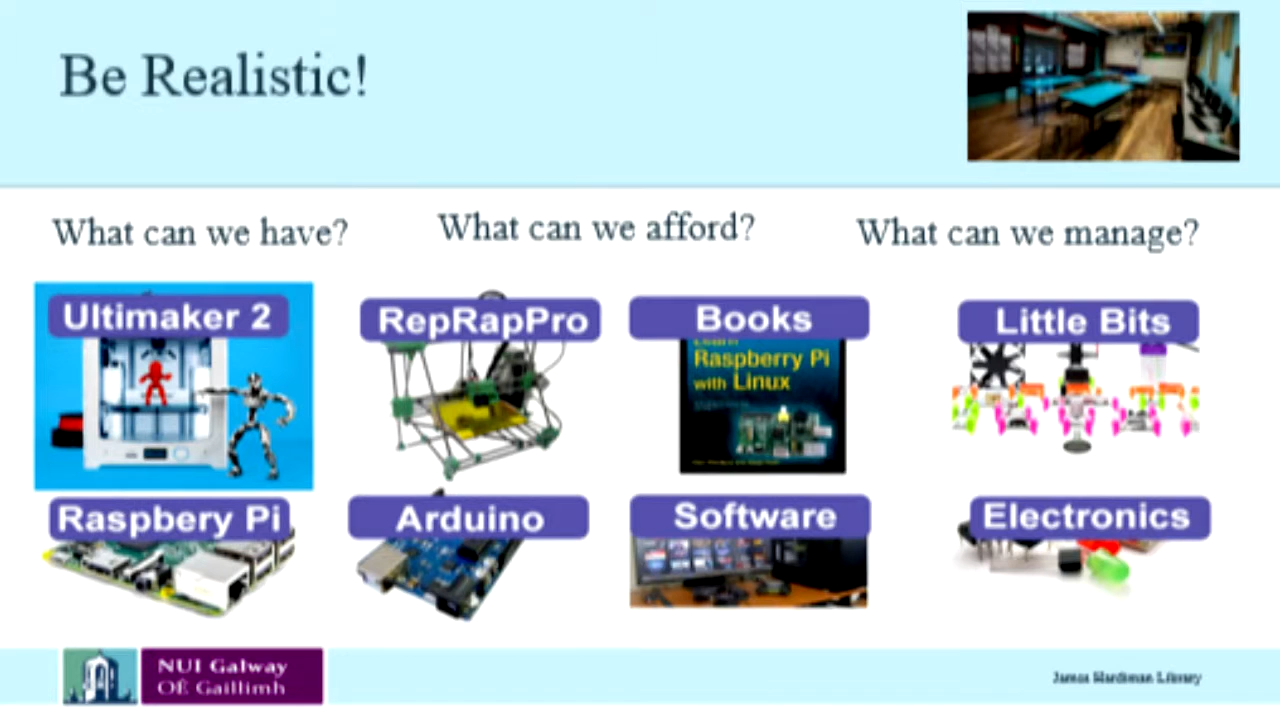 Be Realistic!
What can we have?
What can we afford?
What can we manage?
Ultimaker 2
RepRapPro
Books
Little Bits
Learn
Raspberry Pi
with Linux
Raspbery Pi
Arduino
Software
Electronics
NUI Galway
OÉ Gaillimh
James Hardiman Library